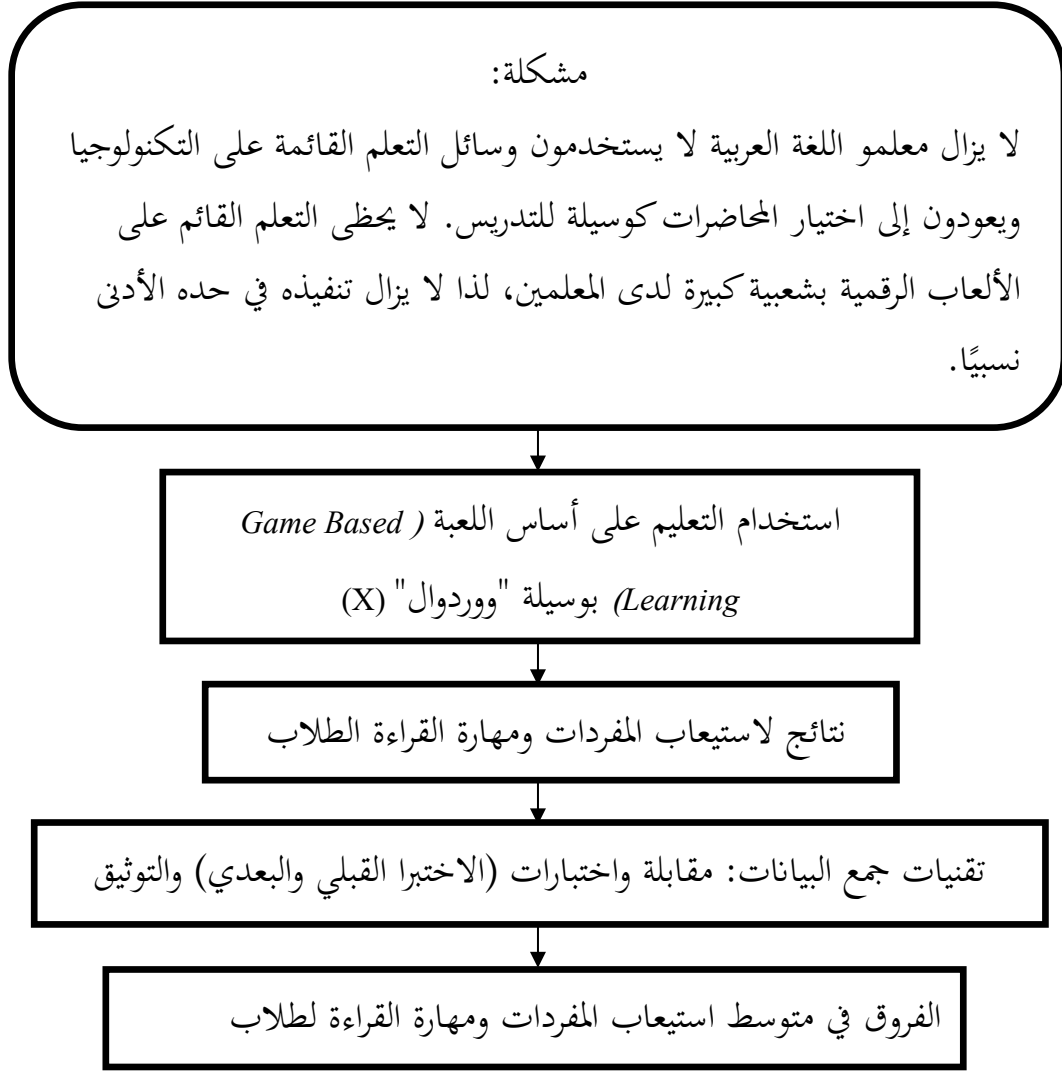 مشكلة:
لا يزال معلمو اللغة العربية لا يستخدمون وسائل التعلم القائمة على التكنولوجيا
ويعودون إلى اختيار المحاضرات كوسيلة للتدريس. لا يحظى التعلم القائم على
الألعاب الرقمية بشعبية كبيرة لدى المعلمين، لذا لا يزال تنفيذه في حده الأدنى
نسبيًا.
استخدام التعليم على أساس اللعبة (Game Based
Learning) بوسيلة "ووردوال" (X)
نتائج لاستيعاب المفردات ومهارة القراءة الطلاب
تقنيات جمع البيانات: مقابلة واختبارات (الاختبرا القبلي والبعدي) والتوثيق
الفروق في متوسط استيعاب المفردات ومهارة القراءة لطلاب